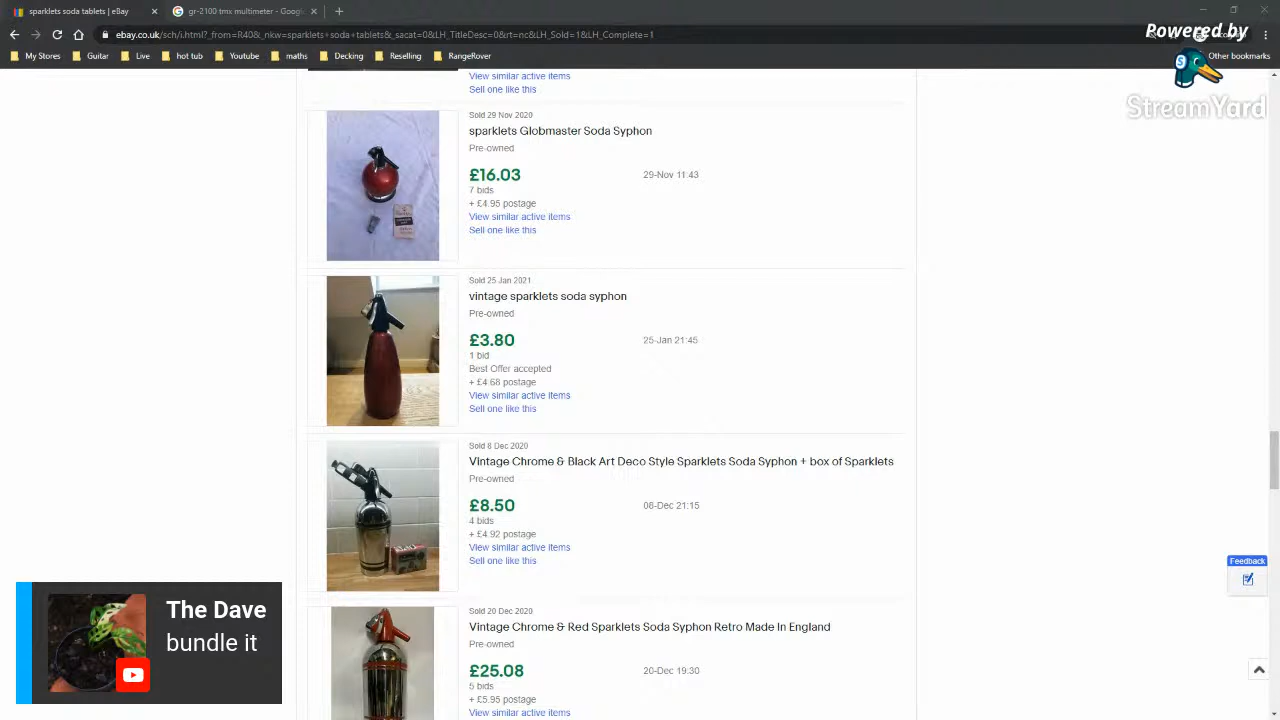 sparklets soda tablets | eBay
gr-2100 tmx multimeter - Google
ebay.co.uk/sch/i.html?_from=R40&_nkw=sparklets+soda+tablets&_sacat=0&LH_TitleDesc=0&rt=nc&LH_Sold=1&LH_Complete=1
My Stores Guitar Live hot tub Youtube maths Decking Reselling RangeRover Other bookmarks
Powered by
StreamYard
View similar active items
Sell one like this
Sold 29 Nov 2020
sparklets Globmaster Soda Syphon
Pre-owned
£16.03 29-Nov 11:43
7 bids
+ £4.95 postage
View similar active items
Sell one like this
Sold 25 Jan 2021
vintage sparklets soda syphon
Pre-owned
£3.80 25-Jan 21:45
1 bid
Best Offer accepted
+ £4.68 postage
View similar active items
Sell one like this
Sold 8 Dec 2020
Vintage Chrome & Black Art Deco Style Sparklets Soda Syphon + box of Sparklets
Pre-owned
£8.50 08-Dec 21:15
4 bids
+ £4.92 postage
View similar active items
Sell one like this
Feedback
Sold 20 Dec 2020
Vintage Chrome & Red Sparklets Soda Syphon Retro Made In England
Pre-owned
£25.08 20-Dec 19:30
5 bids
+ £5.95 postage
View similar active items
The Dave
bundle it